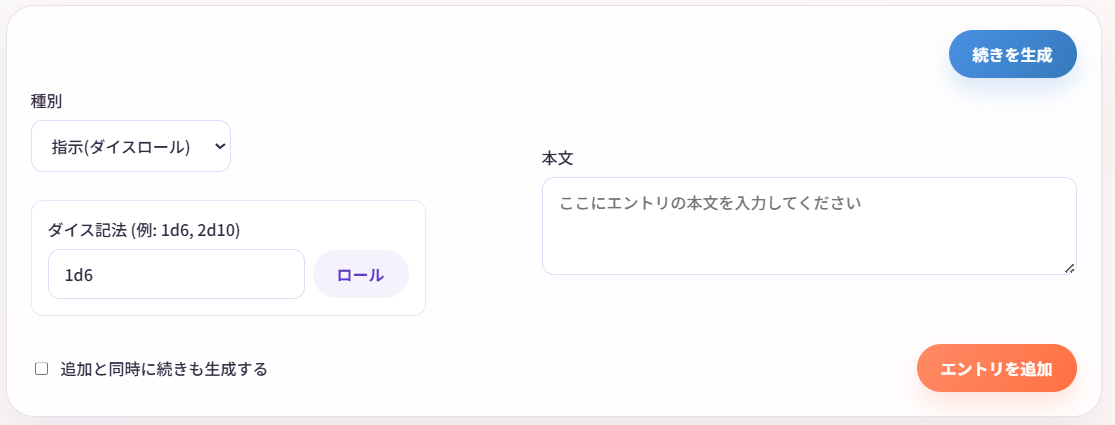 続きを生成
種別
指示(ダイスロール)
本文
ここにエントリの本文を入力してください
ダイス記法 (例: 1d6, 2d10)
1d6
ロール
追加と同時に続きも生成する
エントリを追加